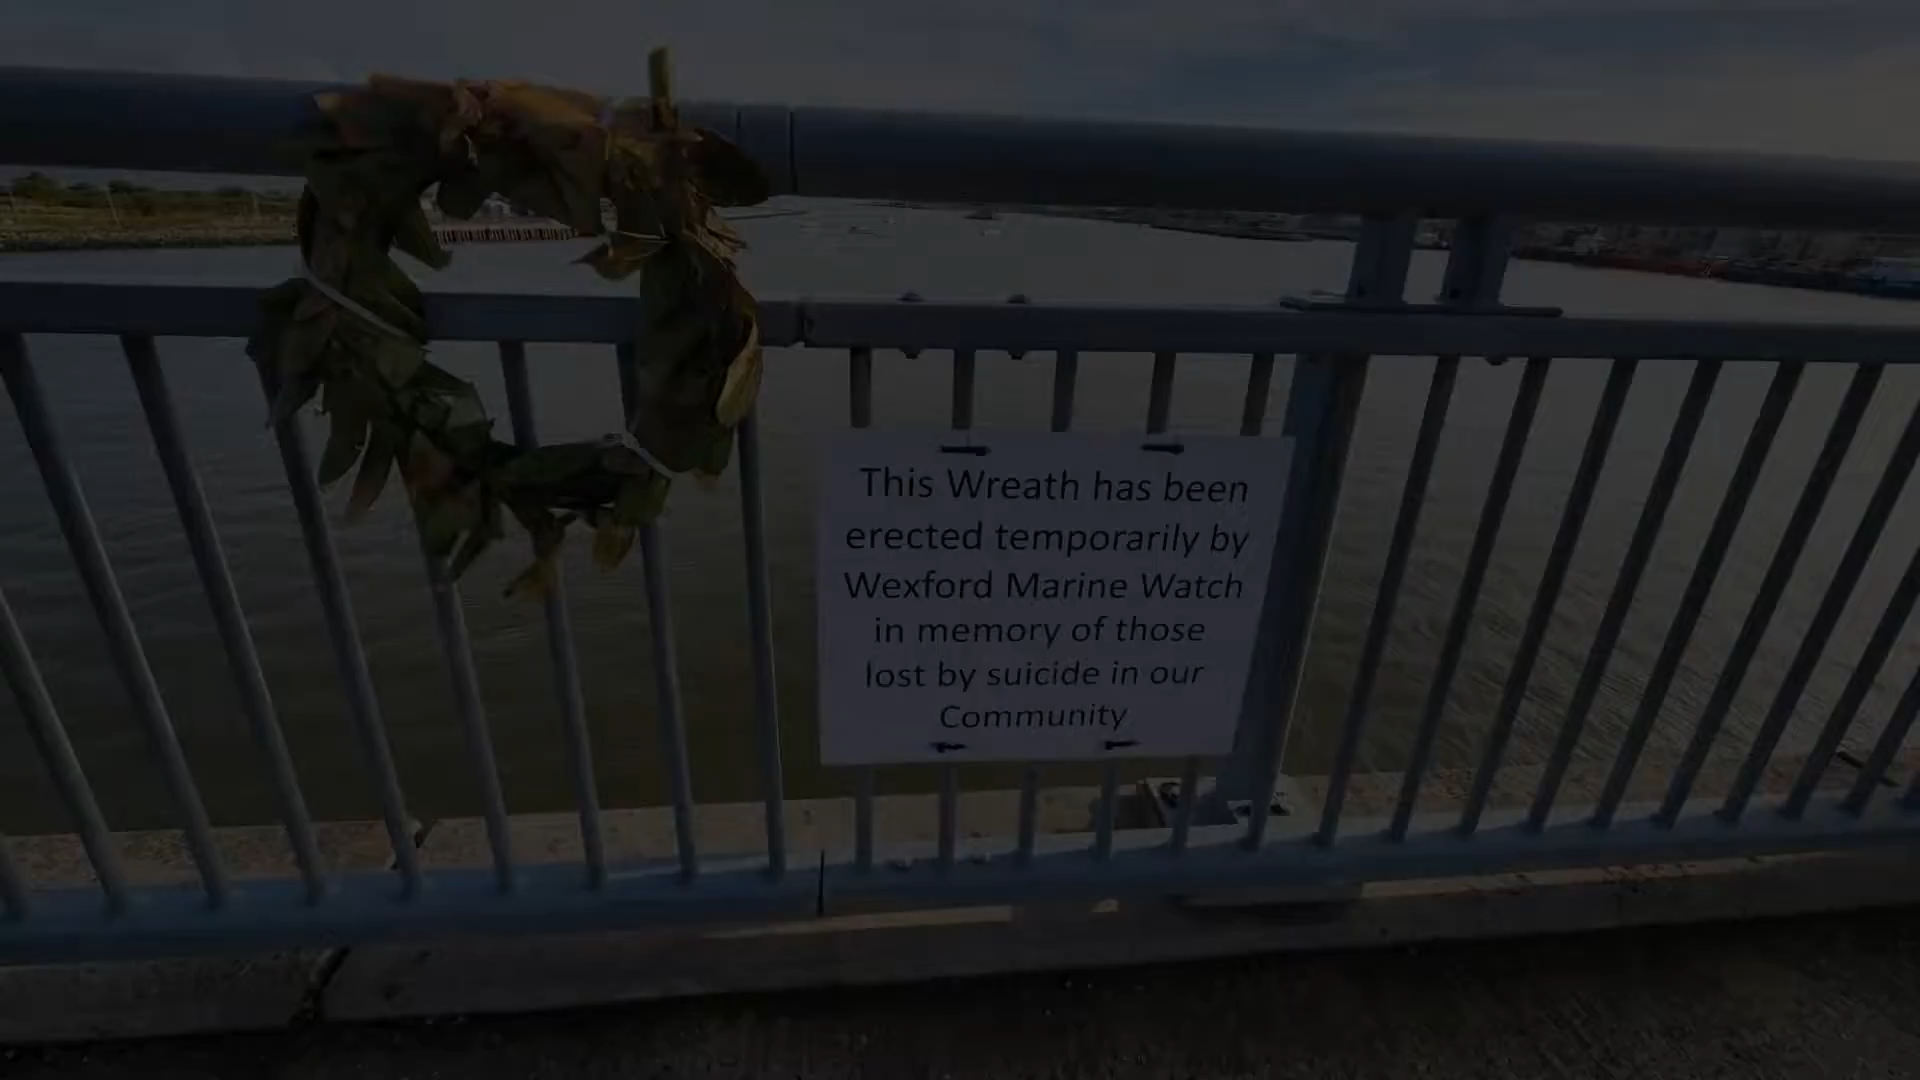 This Wreath has been
erected temporarily by
Wexford Marine Watch
in memory of those
lost by suicide in our
Community